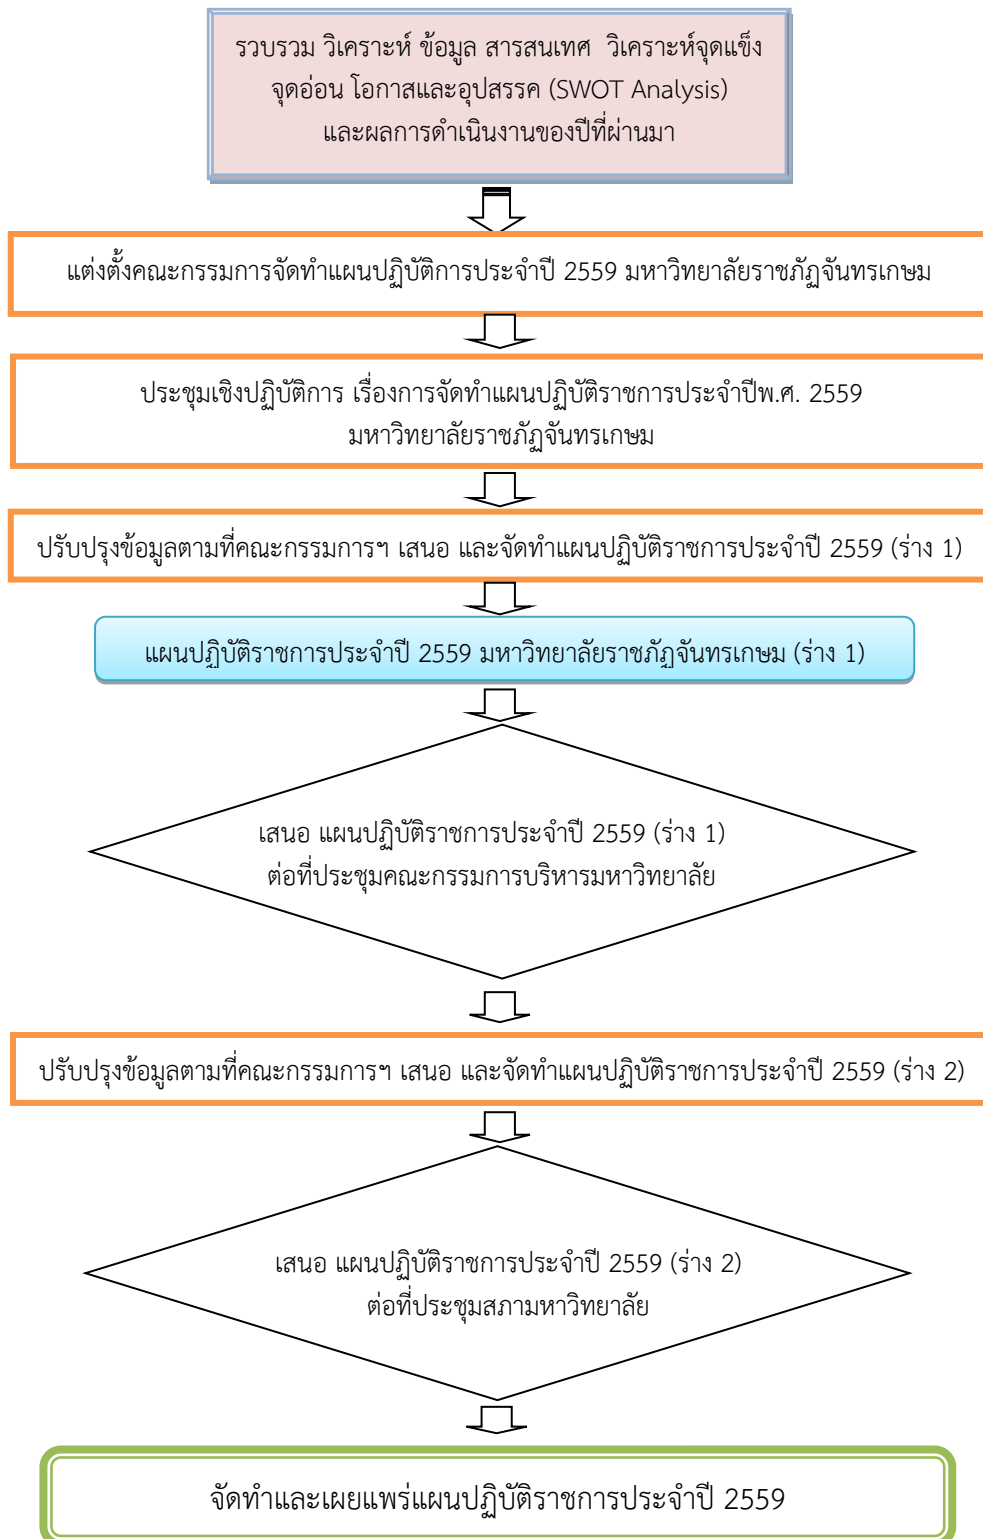 รวบรวม วิเคราะห์ ข้อมูล สารสนเทศ วิเคราะห์จุดแข็ง
จุดอ่อน โอกาสและอุปสรรค (SWOT Analysis)
และผลการดำเนินงานของปีที่ผ่านมา
แต่งตั้งคณะกรรมการจัดทำแผนปฏิบัติการประจำปี 2559 มหาวิทยาลัยราชภัฏจันทรเกษม
ประชุมเชิงปฏิบัติการ เรื่องการจัดทำแผนปฏิบัติราชการประจำปีพ.ศ. 2559
มหาวิทยาลัยราชภัฏจันทรเกษม
ปรับปรุงข้อมูลตามที่คณะกรรมการฯ เสนอ และจัดทำแผนปฏิบัติราชการประจำปี 2559 (ร่าง 1)
แผนปฏิบัติราชการประจำปี 2559 มหาวิทยาลัยราชภัฏจันทรเกษม (ร่าง 1)
เสนอ แผนปฏิบัติราชการประจำปี 2559 (ร่าง 1)
ต่อที่ประชุมคณะกรรมการบริหารมหาวิทยาลัย
ปรับปรุงข้อมูลตามที่คณะกรรมการฯ เสนอ และจัดทำแผนปฏิบัติราชการประจำปี 2559 (ร่าง 2)
เสนอ แผนปฏิบัติราชการประจำปี 2559 (ร่าง 2)
ต่อที่ประชุมสภามหาวิทยาลัย
จัดทำและเผยแพร่แผนปฏิบัติราชการประจำปี 2559